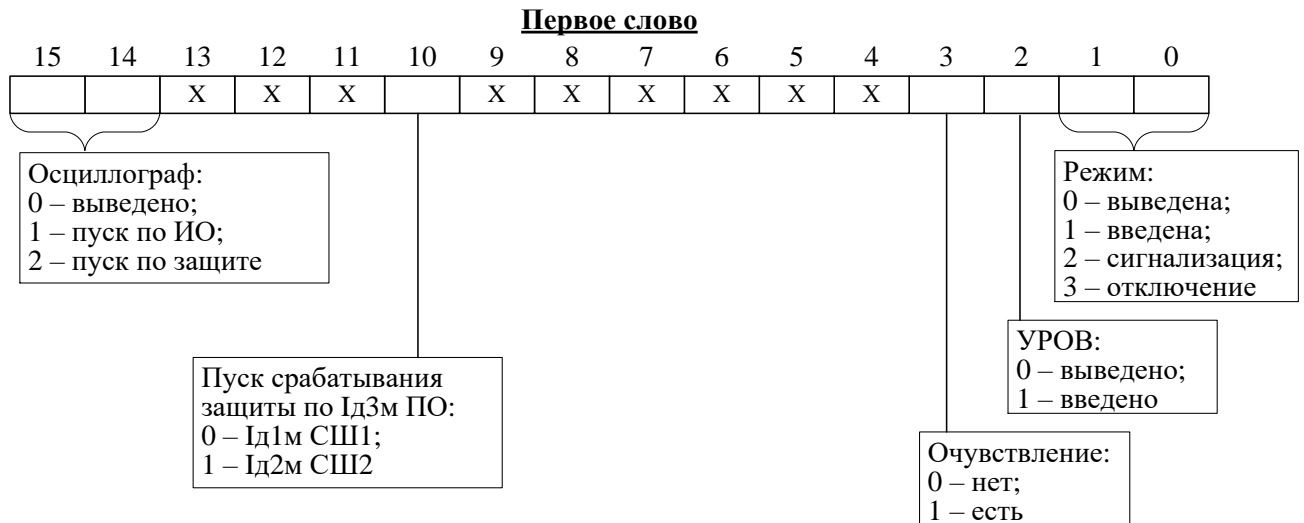 Первое слово
15 14 13 12 11 10 9 8 7 6 5 4 3 2 1 0
X X X X X X X X X
Осциллограф:
0 – выведено;
1 – пуск по ИО;
2 – пуск по защите
Режим:
0 – выведена;
1 – введена;
2 – сигнализация;
3 – отключение
УРОВ:
0 – выведено;
1 – введено
Пуск срабатывания
защиты по Iд3м ПО:
0 – Iд1м СШ1;
1 – Iд2м СШ2
Очувствление:
0 – нет;
1 – есть